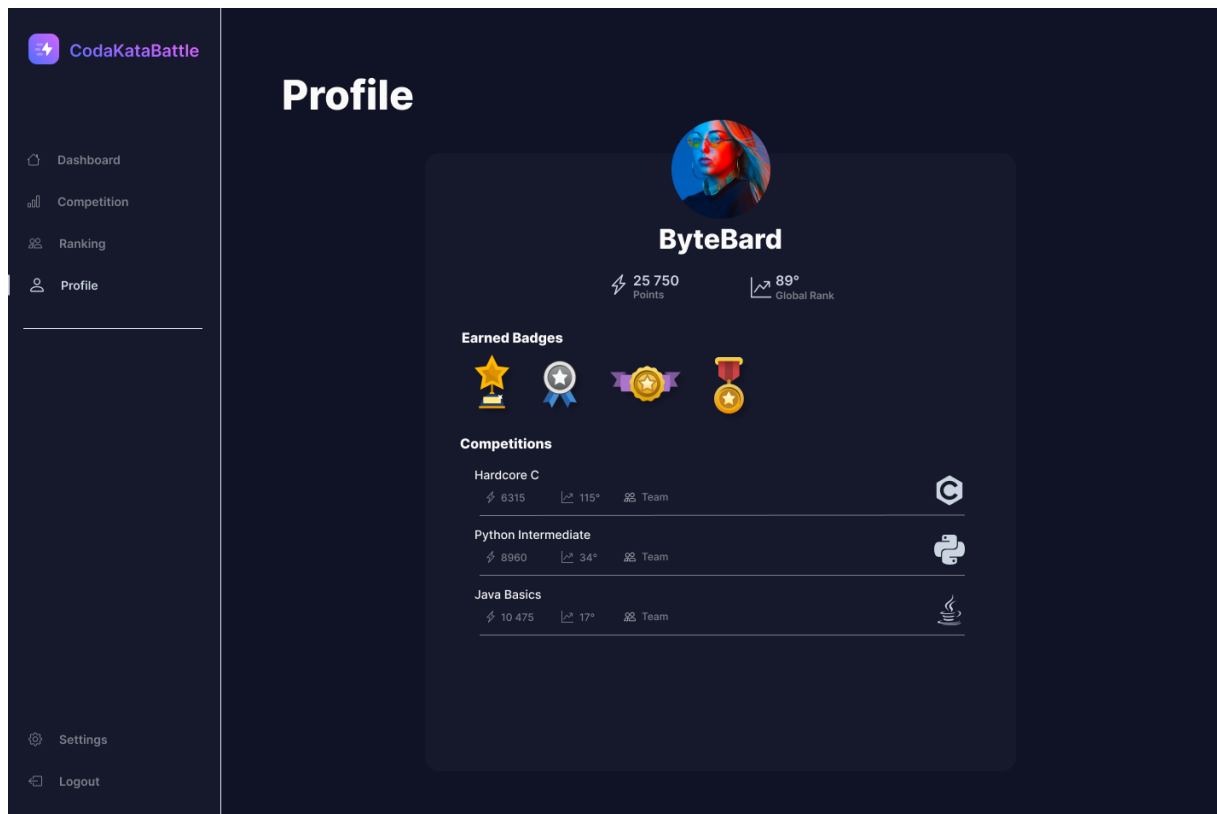 CodaKataBattle
Dashboard
Competition
Ranking
Profile
Settings
Logout
Profile
ByteBard
25 750
Points
89°
Global Rank
Earned Badges
Competitions
Hardcore C
6315 115° Team
Python Intermediate
8960 34° Team
Java Basics
10 475 17° Team